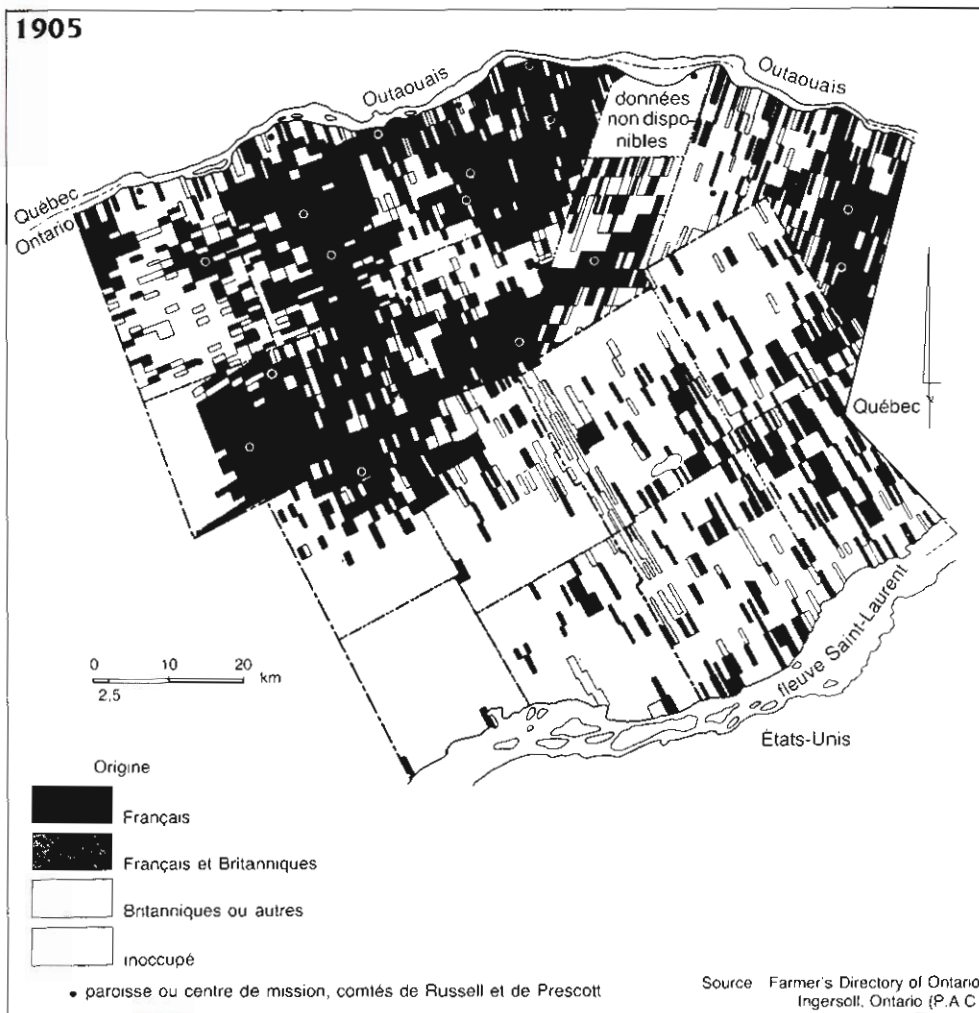 1905
Outaouais
Outaouais
données
non dispo-
nibles
Québec
Ontario
Québec
0 10 20
km
2,5
fleuve Saint-Laurent
États-Unis
Origine
Français
Français et Britanniques
Britanniques ou autres
inoccupé
• paroisse ou centre de mission, comtés de Russell et de Prescott
Source Farmer's Directory of Ontario
Ingersoll, Ontario (P.A C